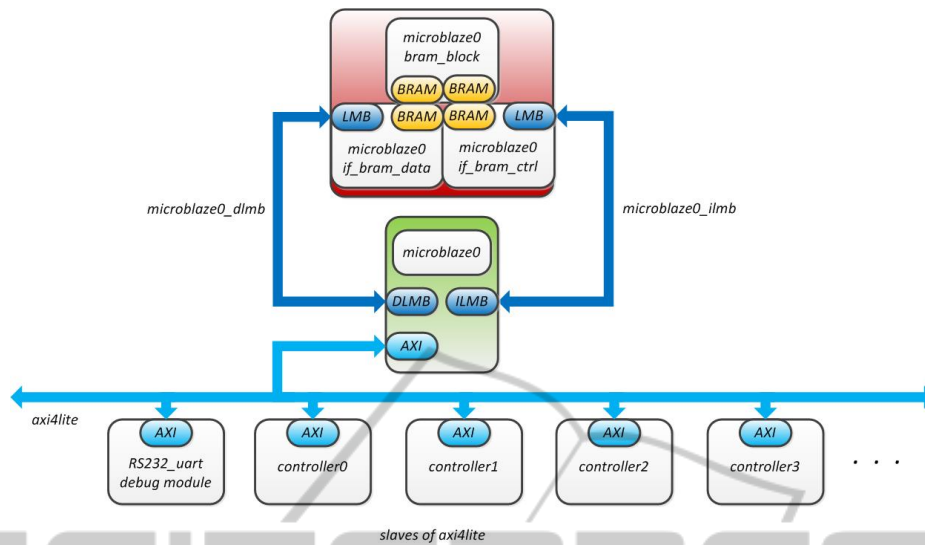 microblaze0
bram_block
BRAM BRAM
LMB BRAM BRAM LMB
microblaze0
if_bram_data
microblaze0
if_bram_ctrl
microblaze0_dlmb
microblaze0_ilmb
microblaze0
DLMB ILMB
AXI
axi4lite
AXI AXI AXI AXI AXI
RS232_uart
debug module
controller0
controller1
controller2
controller3
. . .
slaves of axi4lite